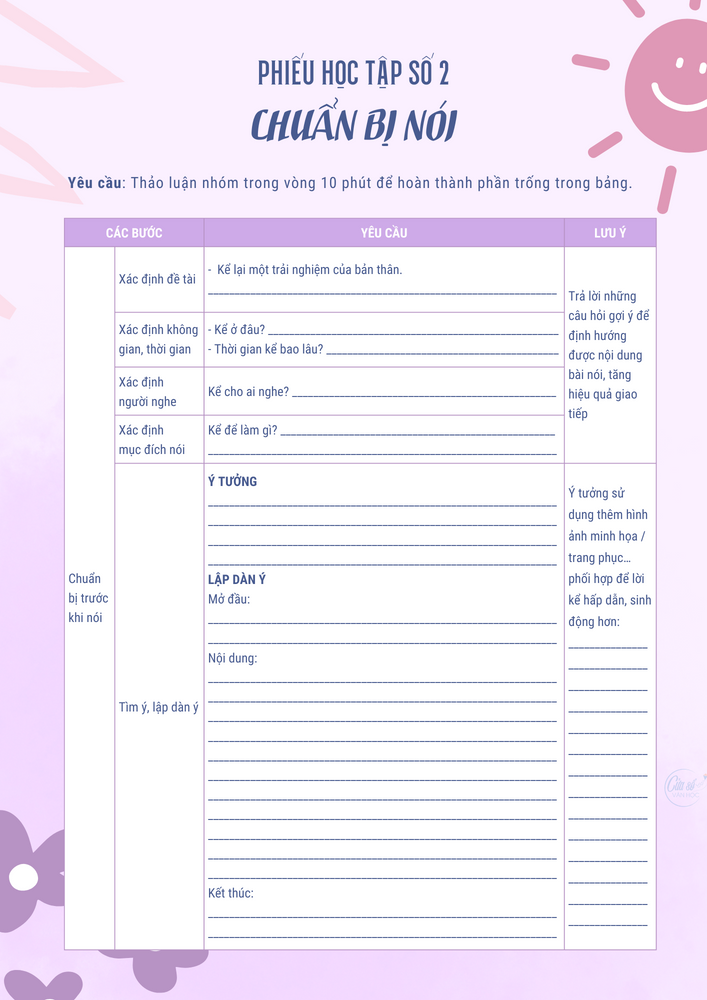 PHIẾU HỌC TẬP SỐ 2
CHUẨN BỊ NÓI
Yêu cầu: Thảo luận nhóm trong vòng 10 phút để hoàn thành phần trống trong bảng.
CÁC BƯỚC
YÊU CẦU
LƯU Ý
Chuẩn
bị trước
khi nói
Xác định đề tài
- Kể lại một trải nghiệm của bản thân.
Xác định không
gian, thời gian
- Kể ở đâu?
- Thời gian kể bao lâu?
Xác định
người nghe
Kể cho ai nghe?
Xác định
mục đích nói
Kể để làm gì?
Trả lời những
câu hỏi gợi ý để
định hướng
được nội dung
bài nói, tăng
hiệu quả giao
tiếp
Tìm ý, lập dàn ý
Ý TƯỞNG
LẬP DÀN Ý
Mở đầu:
Nội dung:
Kết thúc:
Ý tưởng sử
dụng thêm hình
ảnh minh họa /
trang phục...
phối hợp để lời
kể hấp dẫn, sinh
động hơn: